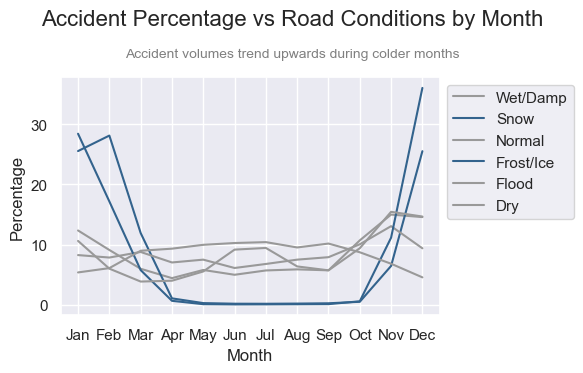 Accident Percentage vs Road Conditions by Month
Accident volumes trend upwards during colder months
Percentage
30
20
10
0
Jan Feb Mar Apr May Jun Jul Aug Sep Oct Nov Dec
Month
Wet/Damp
Snow
Normal
Frost/Ice
Flood
Dry